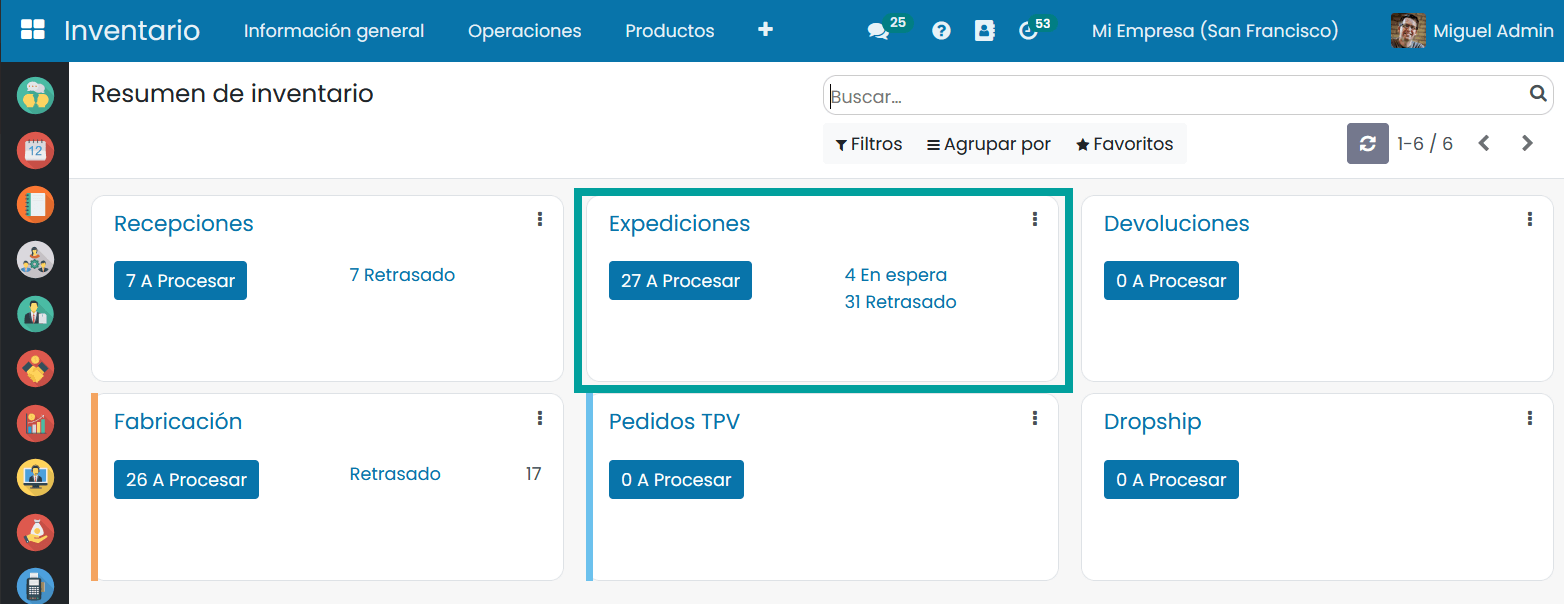 Inventario Información general Operaciones Productos 25 53 Mi Empresa (San Francisco) Miguel Admin
Resumen de inventario
Buscar...
Filtros Agrupar por Favoritos 1-6 / 6
12
Recepciones
7 A Procesar 7 Retrasado
Expediciones
27 A Procesar 4 En espera
31 Retrasado
Devoluciones
0 A Procesar
Fabricación
26 A Procesar Retrasado 17
Pedidos TPV
0 A Procesar
Dropship
0 A Procesar